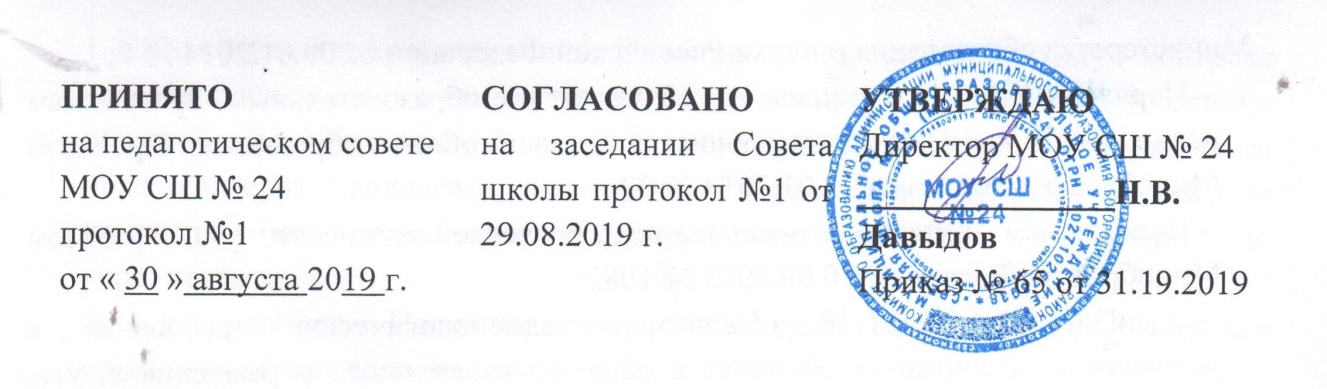 ПРИНЯТО
на педагогическом совете
МОУ СШ № 24
протокол №1
от « 30 » августа 2019 г.
СОГЛАСОВАНО
на заседании Совета
школы протокол №1 от
29.08.2019 г.
УТВЕРЖДАЮ
Директор МОУ СШ № 24
Н.В.
Давыдов
Приказ № 65 от 31.19.2019
МОУ СШ
№24